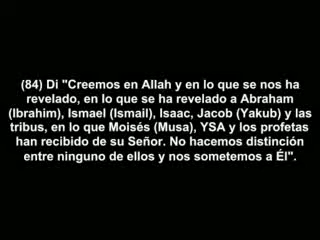 (84) Di "Creemos en Allah y en lo que se nos ha
revelado, en lo que se ha revelado a Abraham
(Ibrahim), Ismael (Ismail), Isaac, Jacob (Yakub) y las
tribus, en lo que Moisés (Musa), YSA y los profetas
han recibido de su Señor. No hacemos distinción
entre ninguno de ellos y nos sometemos a Él".